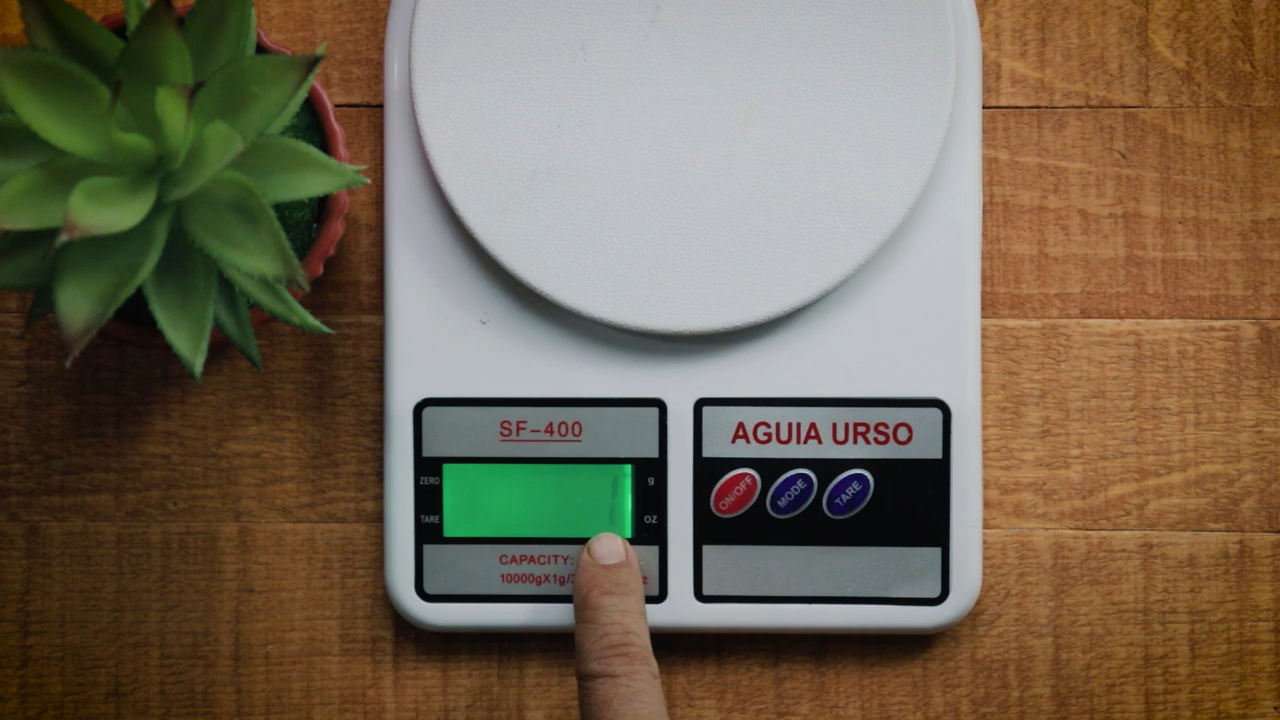 SF-400
ZERO
g
TARE
OZ
CAPACITY:
10000gX1g/
z
AGUIA URSO
ON/OFF
MODE
TARE